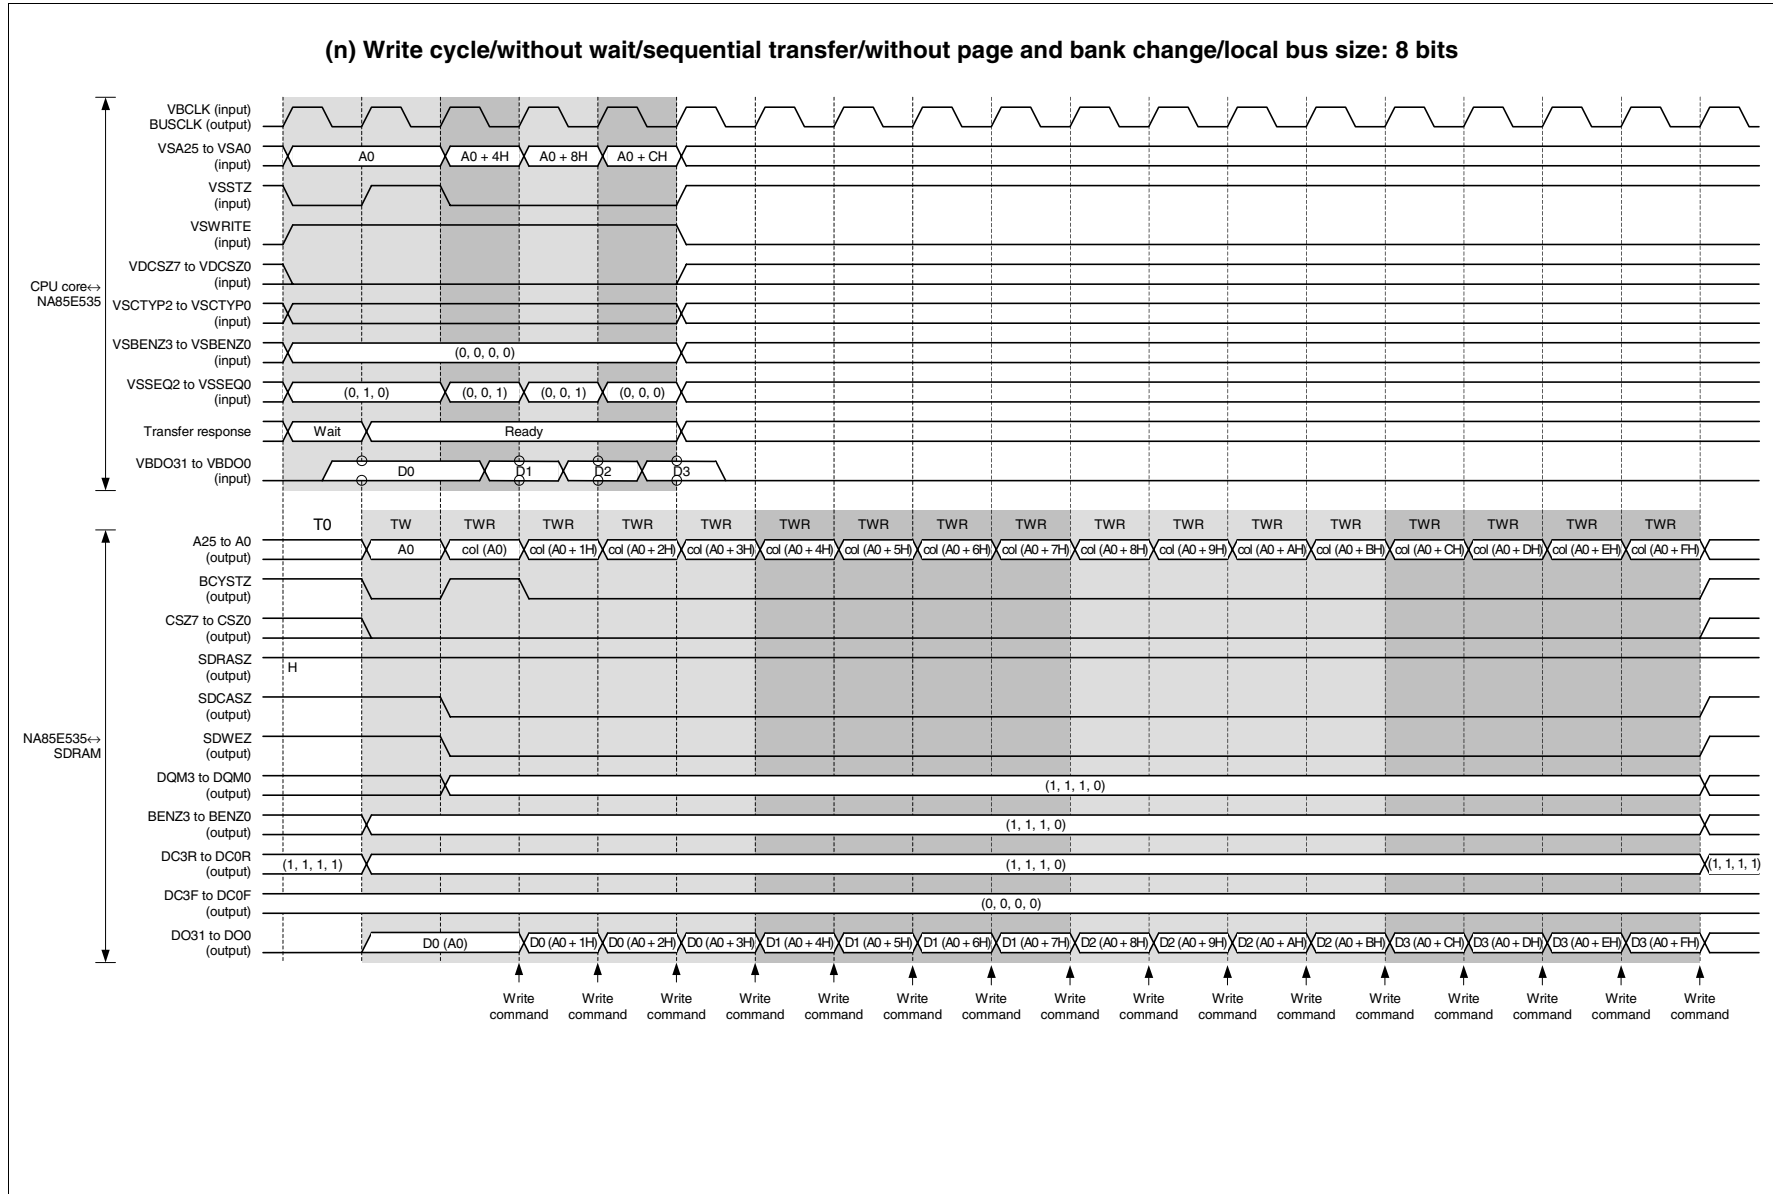 (n) Write cycle/without wait/sequential transfer/without page and bank change/local bus size: 8 bits
CPU core↔
NA85E535
VBCLK (input)
BUSCLK (output)
VSA25 to VSA0
(input)
A0 A0 + 4H A0 + 8H A0 + CH
VSSTZ
(input)
VSWRITE
(input)
VDCSZ7 to VDCSZ0
(input)
VSCTYP2 to VSCTYP0
(input)
VSBENZ3 to VSBENZ0
(input)
(0, 0, 0, 0)
VSSEQ2 to VSSEQ0
(input)
(0, 1, 0) (0, 0, 1) (0, 0, 1) (0, 0, 0)
Transfer response Wait Ready
VBDO31 to VBDO0
(input)
D0 D1 D2 D3
NA85E535↔
SDRAM
T0 TW TWR TWR TWR TWR TWR TWR TWR TWR TWR TWR TWR TWR TWR TWR TWR TWR
A25 to A0
(output)
A0 col (A0) col (A0 + 1H) col (A0 + 2H) col (A0 + 3H) col (A0 + 4H) col (A0 + 5H) col (A0 + 6H) col (A0 + 7H) col (A0 + 8H) col (A0 + 9H) col (A0 + AH) col (A0 + BH) col (A0 + CH) col (A0 + DH) col (A0 + EH) col (A0 + FH)
BCYSTZ
(output)
CSZ7 to CSZ0
(output)
SDRASZ
(output)
H
SDCASZ
(output)
SDWEZ
(output)
DQM3 to DQM0
(output)
(1, 1, 1, 0)
BENZ3 to BENZ0
(output)
(1, 1, 1, 0)
DC3R to DC0R
(output)
(1, 1, 1, 1) (1, 1, 1, 0) (1, 1, 1, 1)
DC3F to DC0F
(output)
(0, 0, 0, 0)
DO31 to DO0
(output)
D0 (A0) D0 (A0 + 1H) D0 (A0 + 2H) D0 (A0 + 3H) D1 (A0 + 4H) D1 (A0 + 5H) D1 (A0 + 6H) D1 (A0 + 7H) D2 (A0 + 8H) D2 (A0 + 9H) D2 (A0 + AH) D2 (A0 + BH) D3 (A0 + CH) D3 (A0 + DH) D3 (A0 + EH) D3 (A0 + FH)
Write Write Write Write Write Write Write Write Write Write Write Write Write Write Write Write
command command command command command command command command command command command command command command command command